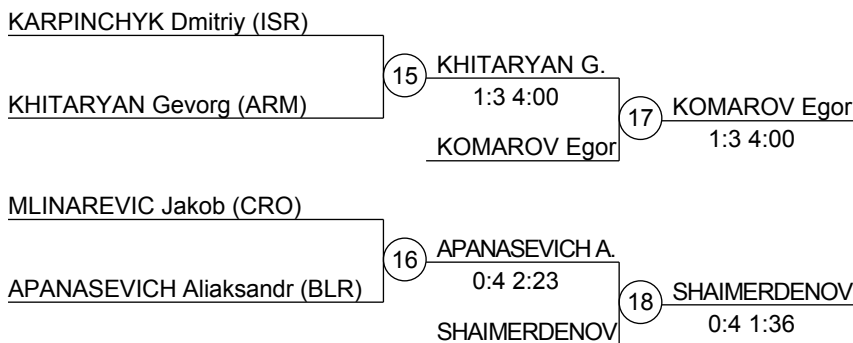 KARPINCHYK Dmitriy (ISR)
15
KHITARYAN G.
1:3 4:00
KHITARYAN Gevorg (ARM)
17
KOMAROV Egor
1:3 4:00
KOMAROV Egor
MLINAREVIC Jakob (CRO)
16
APANASEVICH A.
0:4 2:23
APANASEVICH Aliaksandr (BLR)
18
SHAIMERDENOV
0:4 1:36
SHAIMERDENOV